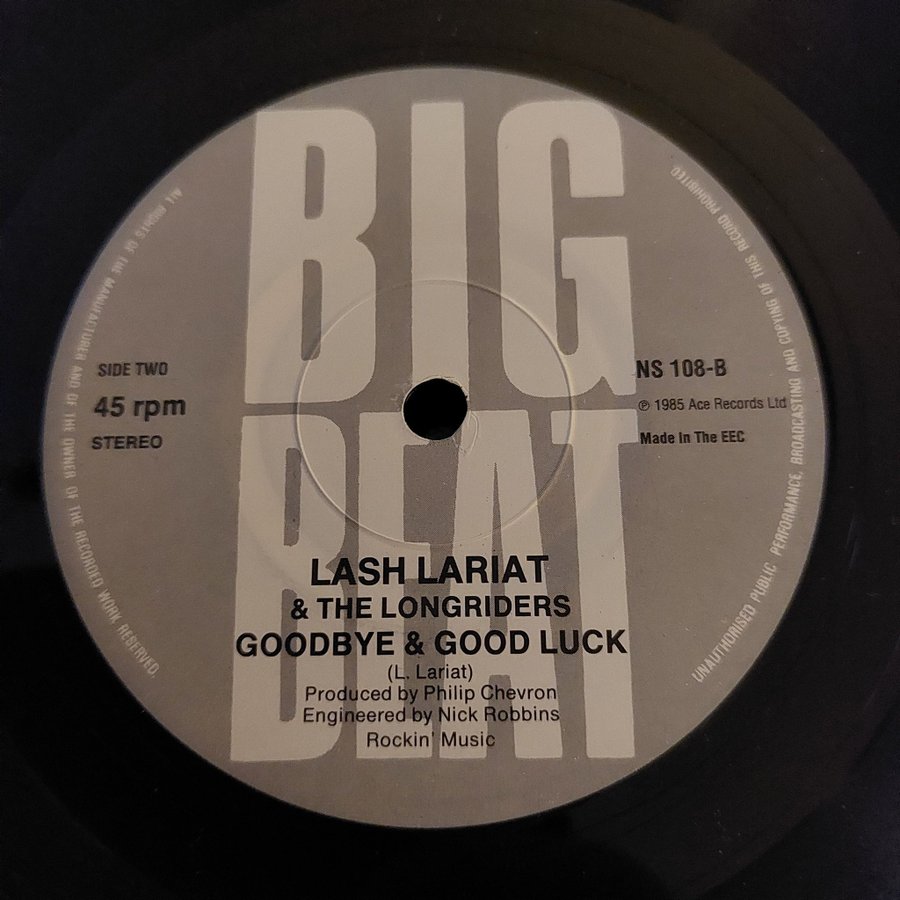 BIG
BEAT
SIDE TWO
45 rpm
STEREO
NS 108-B
℗ 1985 Ace Records Ltd
Made In The EEC
LASH LARIAT
& THE LONGRIDERS
GOODBYE & GOOD LUCK
(L. Lariat)
Produced by Philip Chevron
Engineered by Nick Robbins
Rockin' Music
ALL RIGHTS OF THE MANUFACTURER AND OF THE OWNER OF THE RECORDED WORK RESERVED.
UNAUTHORISED PUBLIC PERFORMANCE, BROADCASTING AND COPYING OF THIS RECORD PROHIBITED.